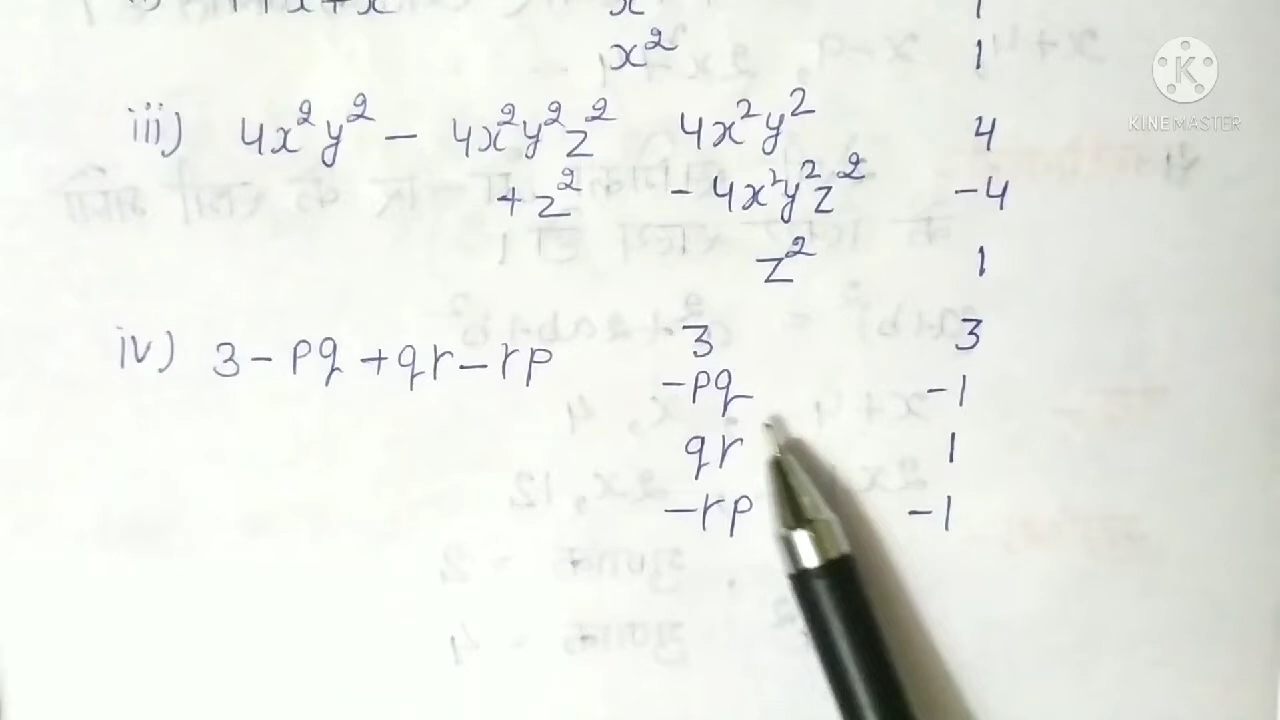 x²	1
iii) 4x²y² − 4x²y²z²	4x²y²	4
+z²	−4x²y²z²	−4
z²	1
iv) 3−pq+qr−rp	3	3
−pq	−1
qr	1
−rp	−1
KINEMASTER